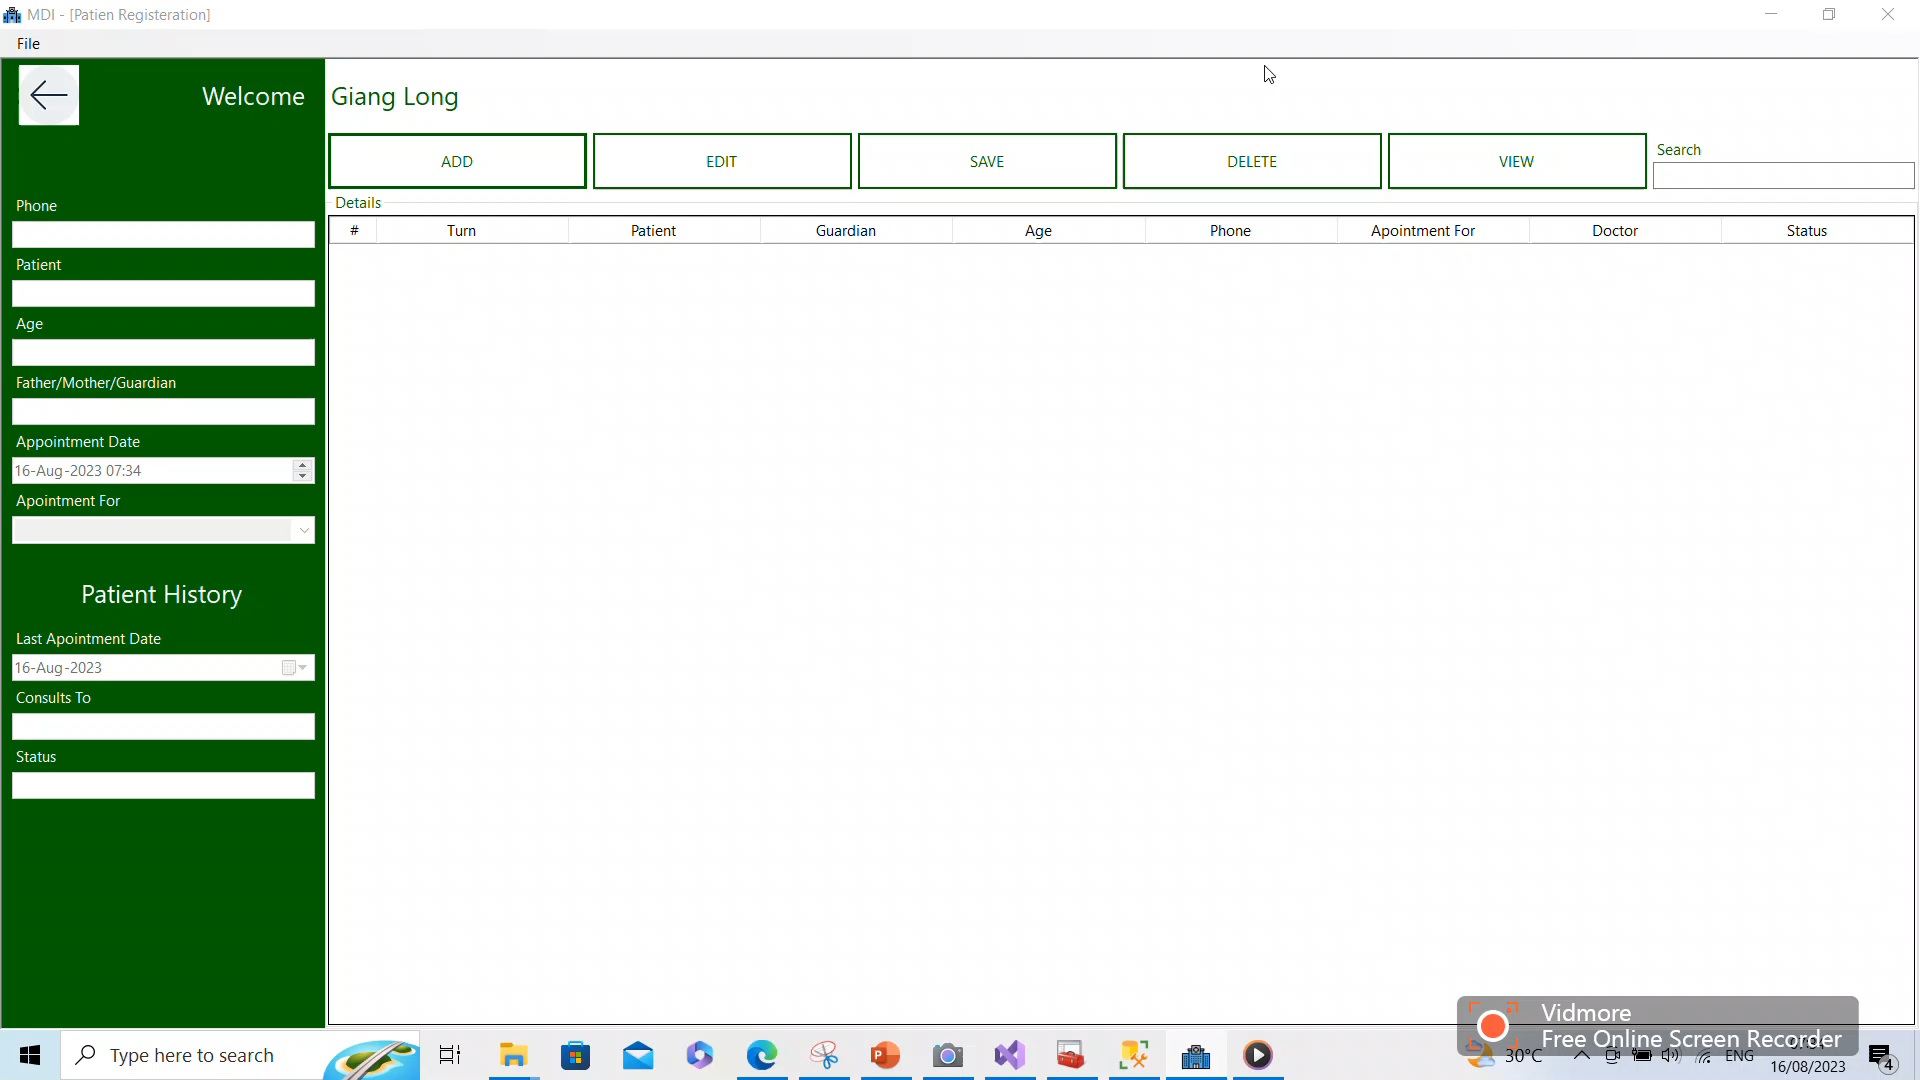 MDI - [Patien Registeration]
File
Welcome
Giang Long
ADD
EDIT
SAVE
DELETE
VIEW
Search
Phone
Details
# Turn Patient Guardian Age Phone Apointment For Doctor Status
Patient
Age
Father/Mother/Guardian
Appointment Date
16-Aug-2023 07:34
Apointment For
Patient History
Last Apointment Date
16-Aug-2023
Consults To
Status
Vidmore
Free Online Screen Recorder
Type here to search
30°C
ENG
16/08/2023
4